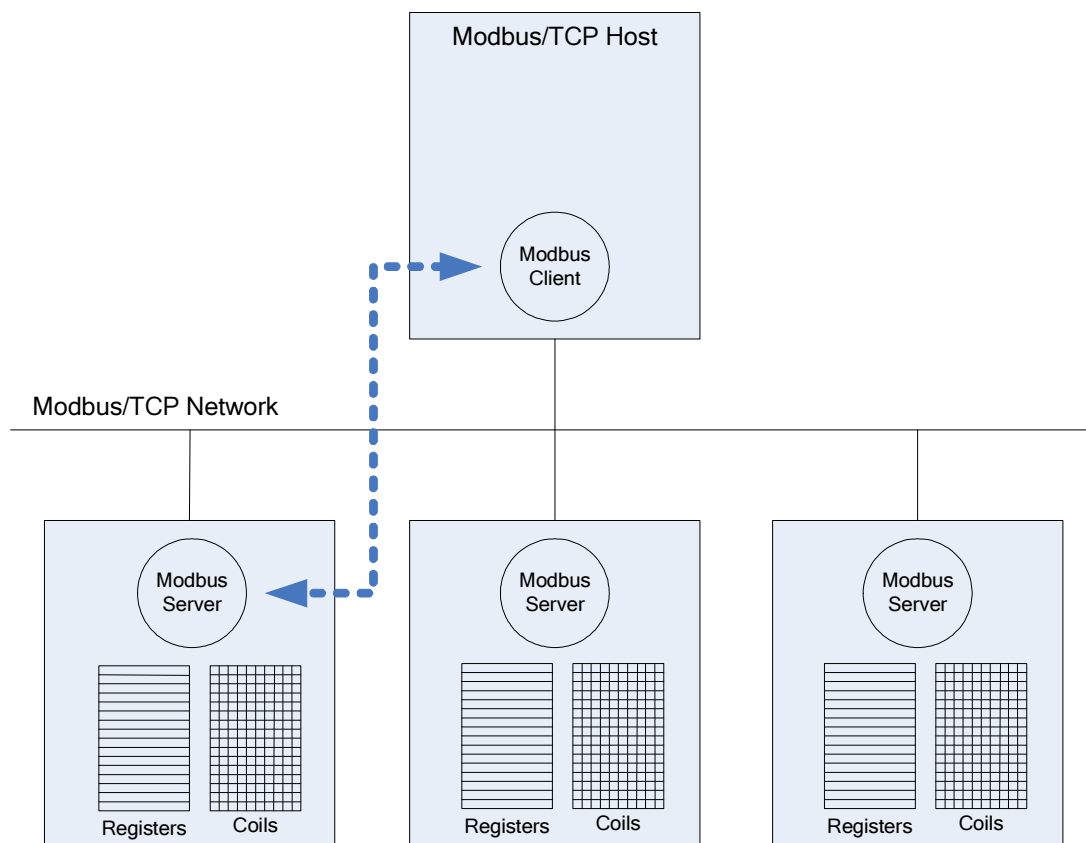 Modbus/TCP Host
Modbus
Client
Modbus/TCP Network
Modbus
Server
Modbus
Server
Modbus
Server
Registers
Coils
Registers
Coils
Registers
Coils